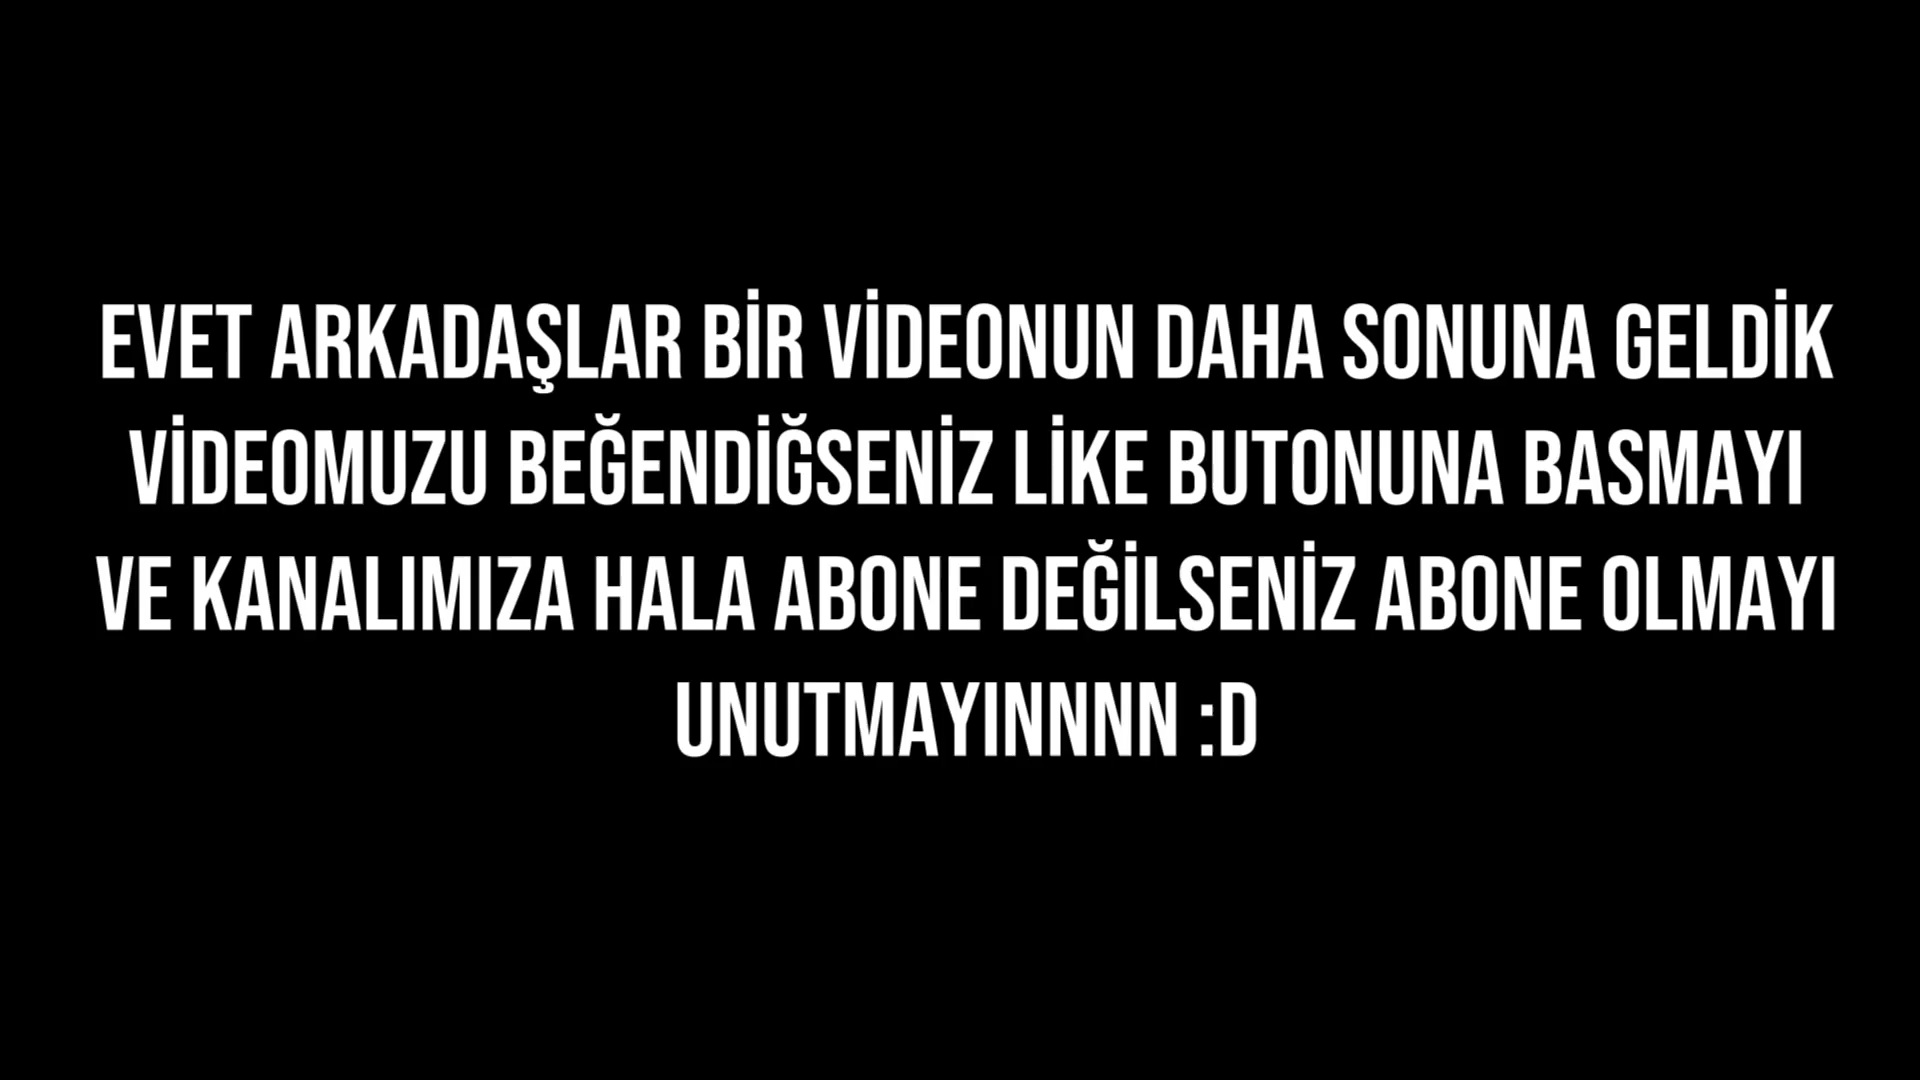 EVET ARKADAŞLAR BİR VİDEONUN DAHA SONUNA GELDİK
VİDEOMUZU BEĞENDİĞSENİZ LİKE BUTONUNA BASMAYI
VE KANALIMIZA HALA ABONE DEĞİLSENİZ ABONE OLMAYI
UNUTMAYINNNN :D